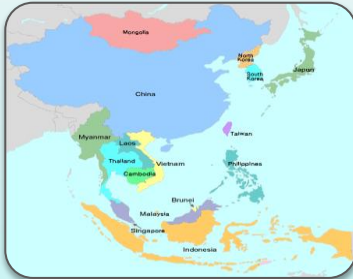 Mongolia
North
Korea
South
Korea
Japan
China
Taiwan
Myanmar
Laos
Thailand
Vietnam
Cambodia
Philippines
Brunei
Malaysia
Singapore
Indonesia